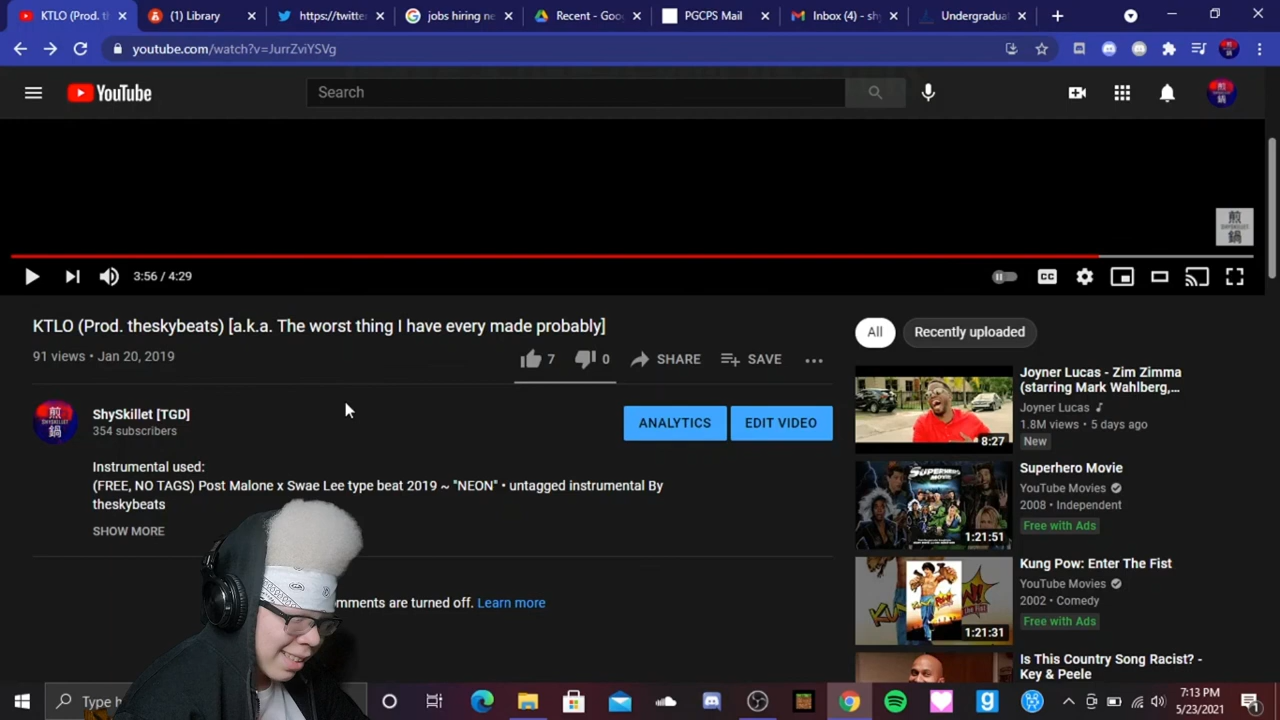 KTLO (Prod. th
(1) Library
https://twitte
jobs hiring ne
Recent - Goo
PGCPS Mail
Inbox (4) - sh
Undergradua
youtube.com/watch?v=JurrZviYSVg
YouTube
Search
煎
鍋
3:56 / 4:29
CC
KTLO (Prod. theskybeats) [a.k.a. The worst thing I have every made probably]
91 views • Jan 20, 2019
7
0
SHARE
SAVE
ShySkillet [TGD]
354 subscribers
ANALYTICS
EDIT VIDEO
Instrumental used:
(FREE, NO TAGS) Post Malone x Swae Lee type beat 2019 ~ "NEON" • untagged instrumental By
theskybeats
SHOW MORE
mments are turned off. Learn more
All
Recently uploaded
Joyner Lucas - Zim Zimma
(starring Mark Wahlberg,...
Joyner Lucas
1.8M views • 5 days ago
New
8:27
Superhero Movie
YouTube Movies
2008 • Independent
Free with Ads
1:21:51
Kung Pow: Enter The Fist
YouTube Movies
2002 • Comedy
Free with Ads
1:21:31
Is This Country Song Racist? -
Key & Peele
Type h
7:13 PM
5/23/2021
1